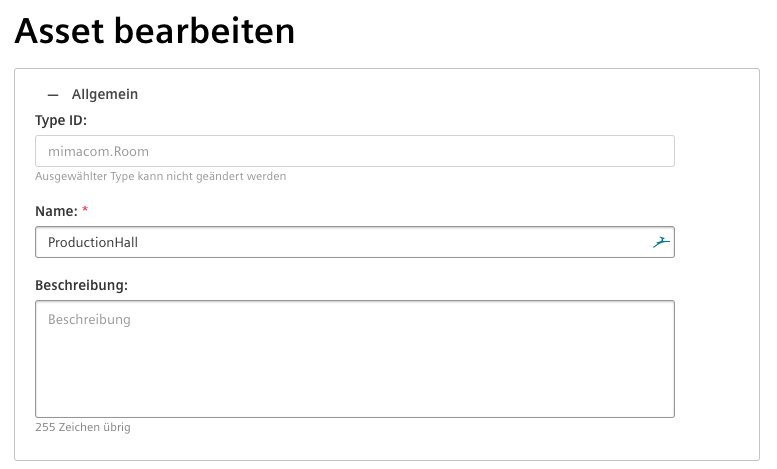 Asset bearbeiten
— Allgemein
Type ID:
mimacom.Room
Ausgewählter Type kann nicht geändert werden
Name: *
ProductionHall
Beschreibung:
Beschreibung
255 Zeichen übrig